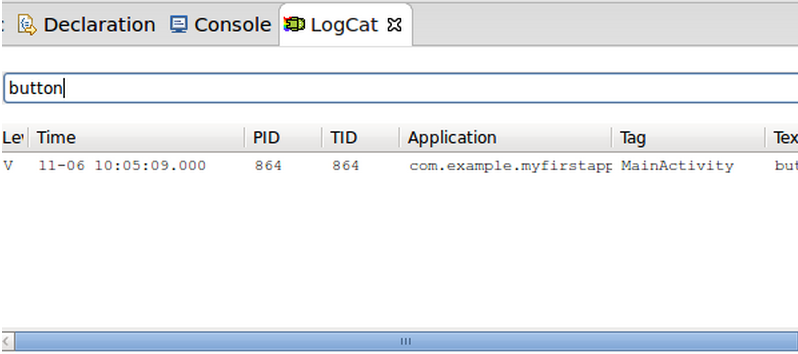 : Declaration Console LogCat
button
Le Time PID TID Application Tag Tex
V 11-06 10:05:09.000 864 864 com.example.myfirstapp MainActivity but